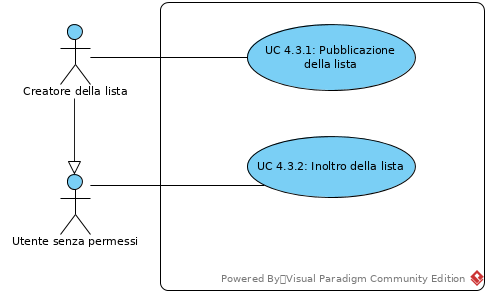 UC 4.3.1: Pubblicazione
della lista
Creatore della lista
UC 4.3.2: Inoltro della lista
Utente senza permessi
Powered By Visual Paradigm Community Edition